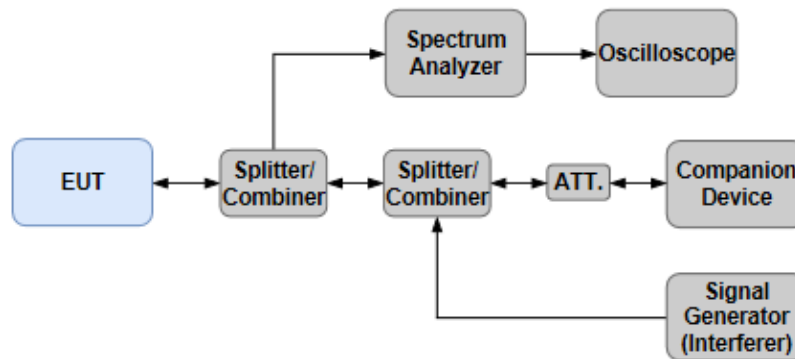 Spectrum
Analyzer
Oscilloscope
EUT
Splitter/
Combiner
Splitter/
Combiner
ATT.
Companion
Device
Signal
Generator
(Interferer)